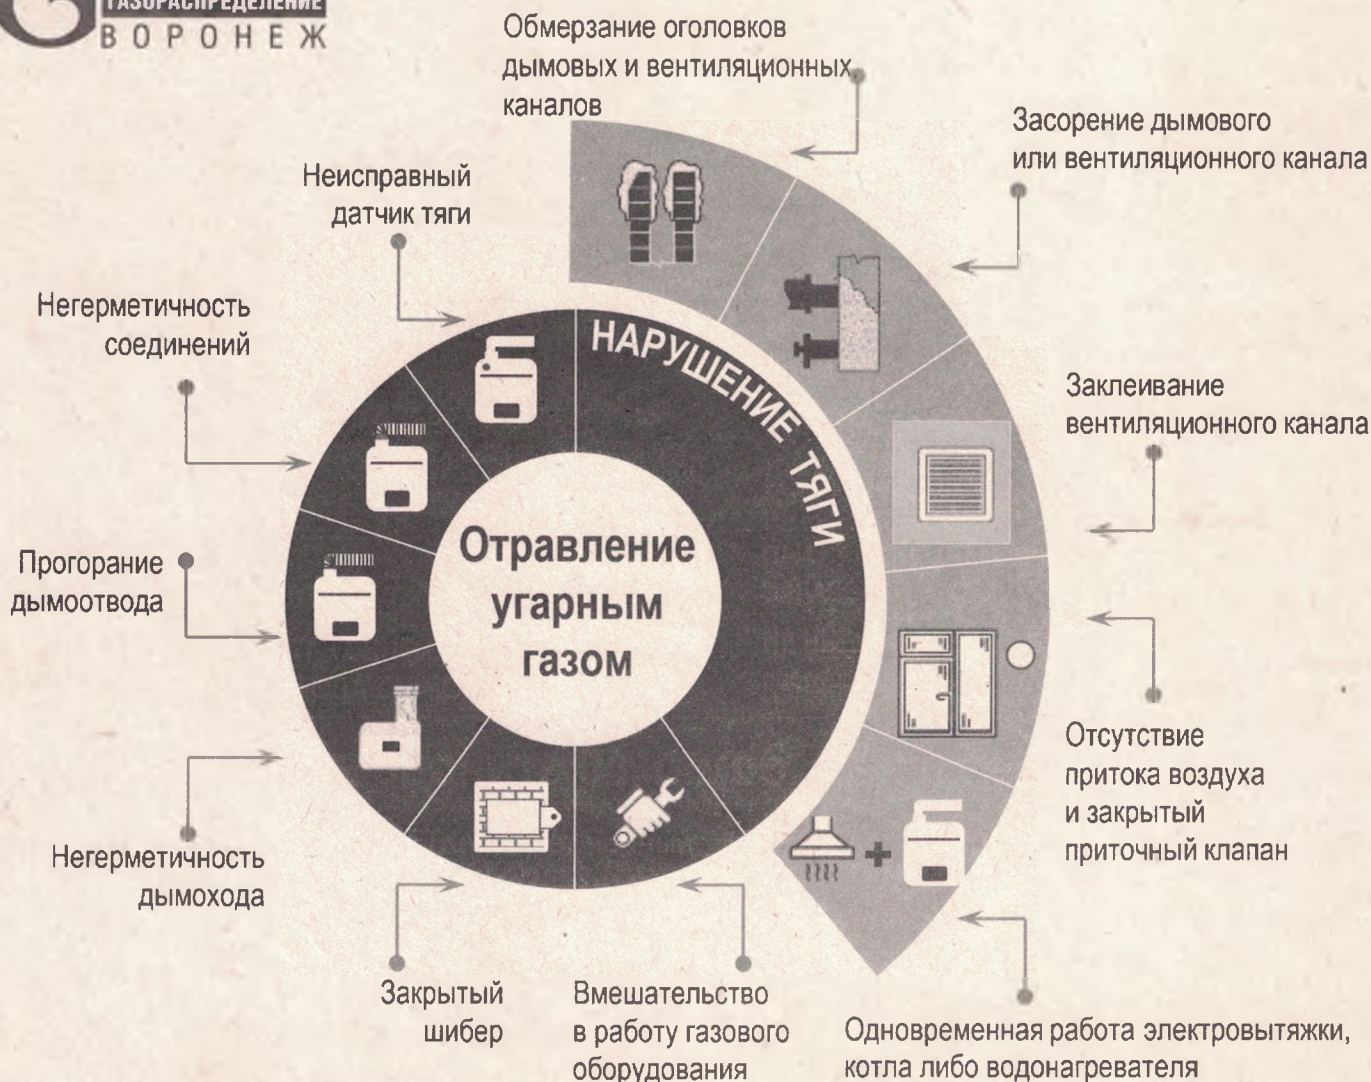 ГАЗОРАСПРЕДЕЛЕНИЕ
ВОРОНЕЖ
Обмерзание оголовков
дымовых и вентиляционных
каналов
Засорение дымового
или вентиляционного канала
Неисправный
датчик тяги
Негерметичность
соединений
НАРУШЕНИЕ ТЯГИ
Заклеивание
вентиляционного канала
Прогорание
дымоотвода
Отравление
угарным
газом
Отсутствие
притока воздуха
и закрытый
приточный клапан
Негерметичность
дымохода
Закрытый
шибер
Вмешательство
в работу газового
оборудования
Одновременная работа электровытяжки,
котла либо водонагревателя